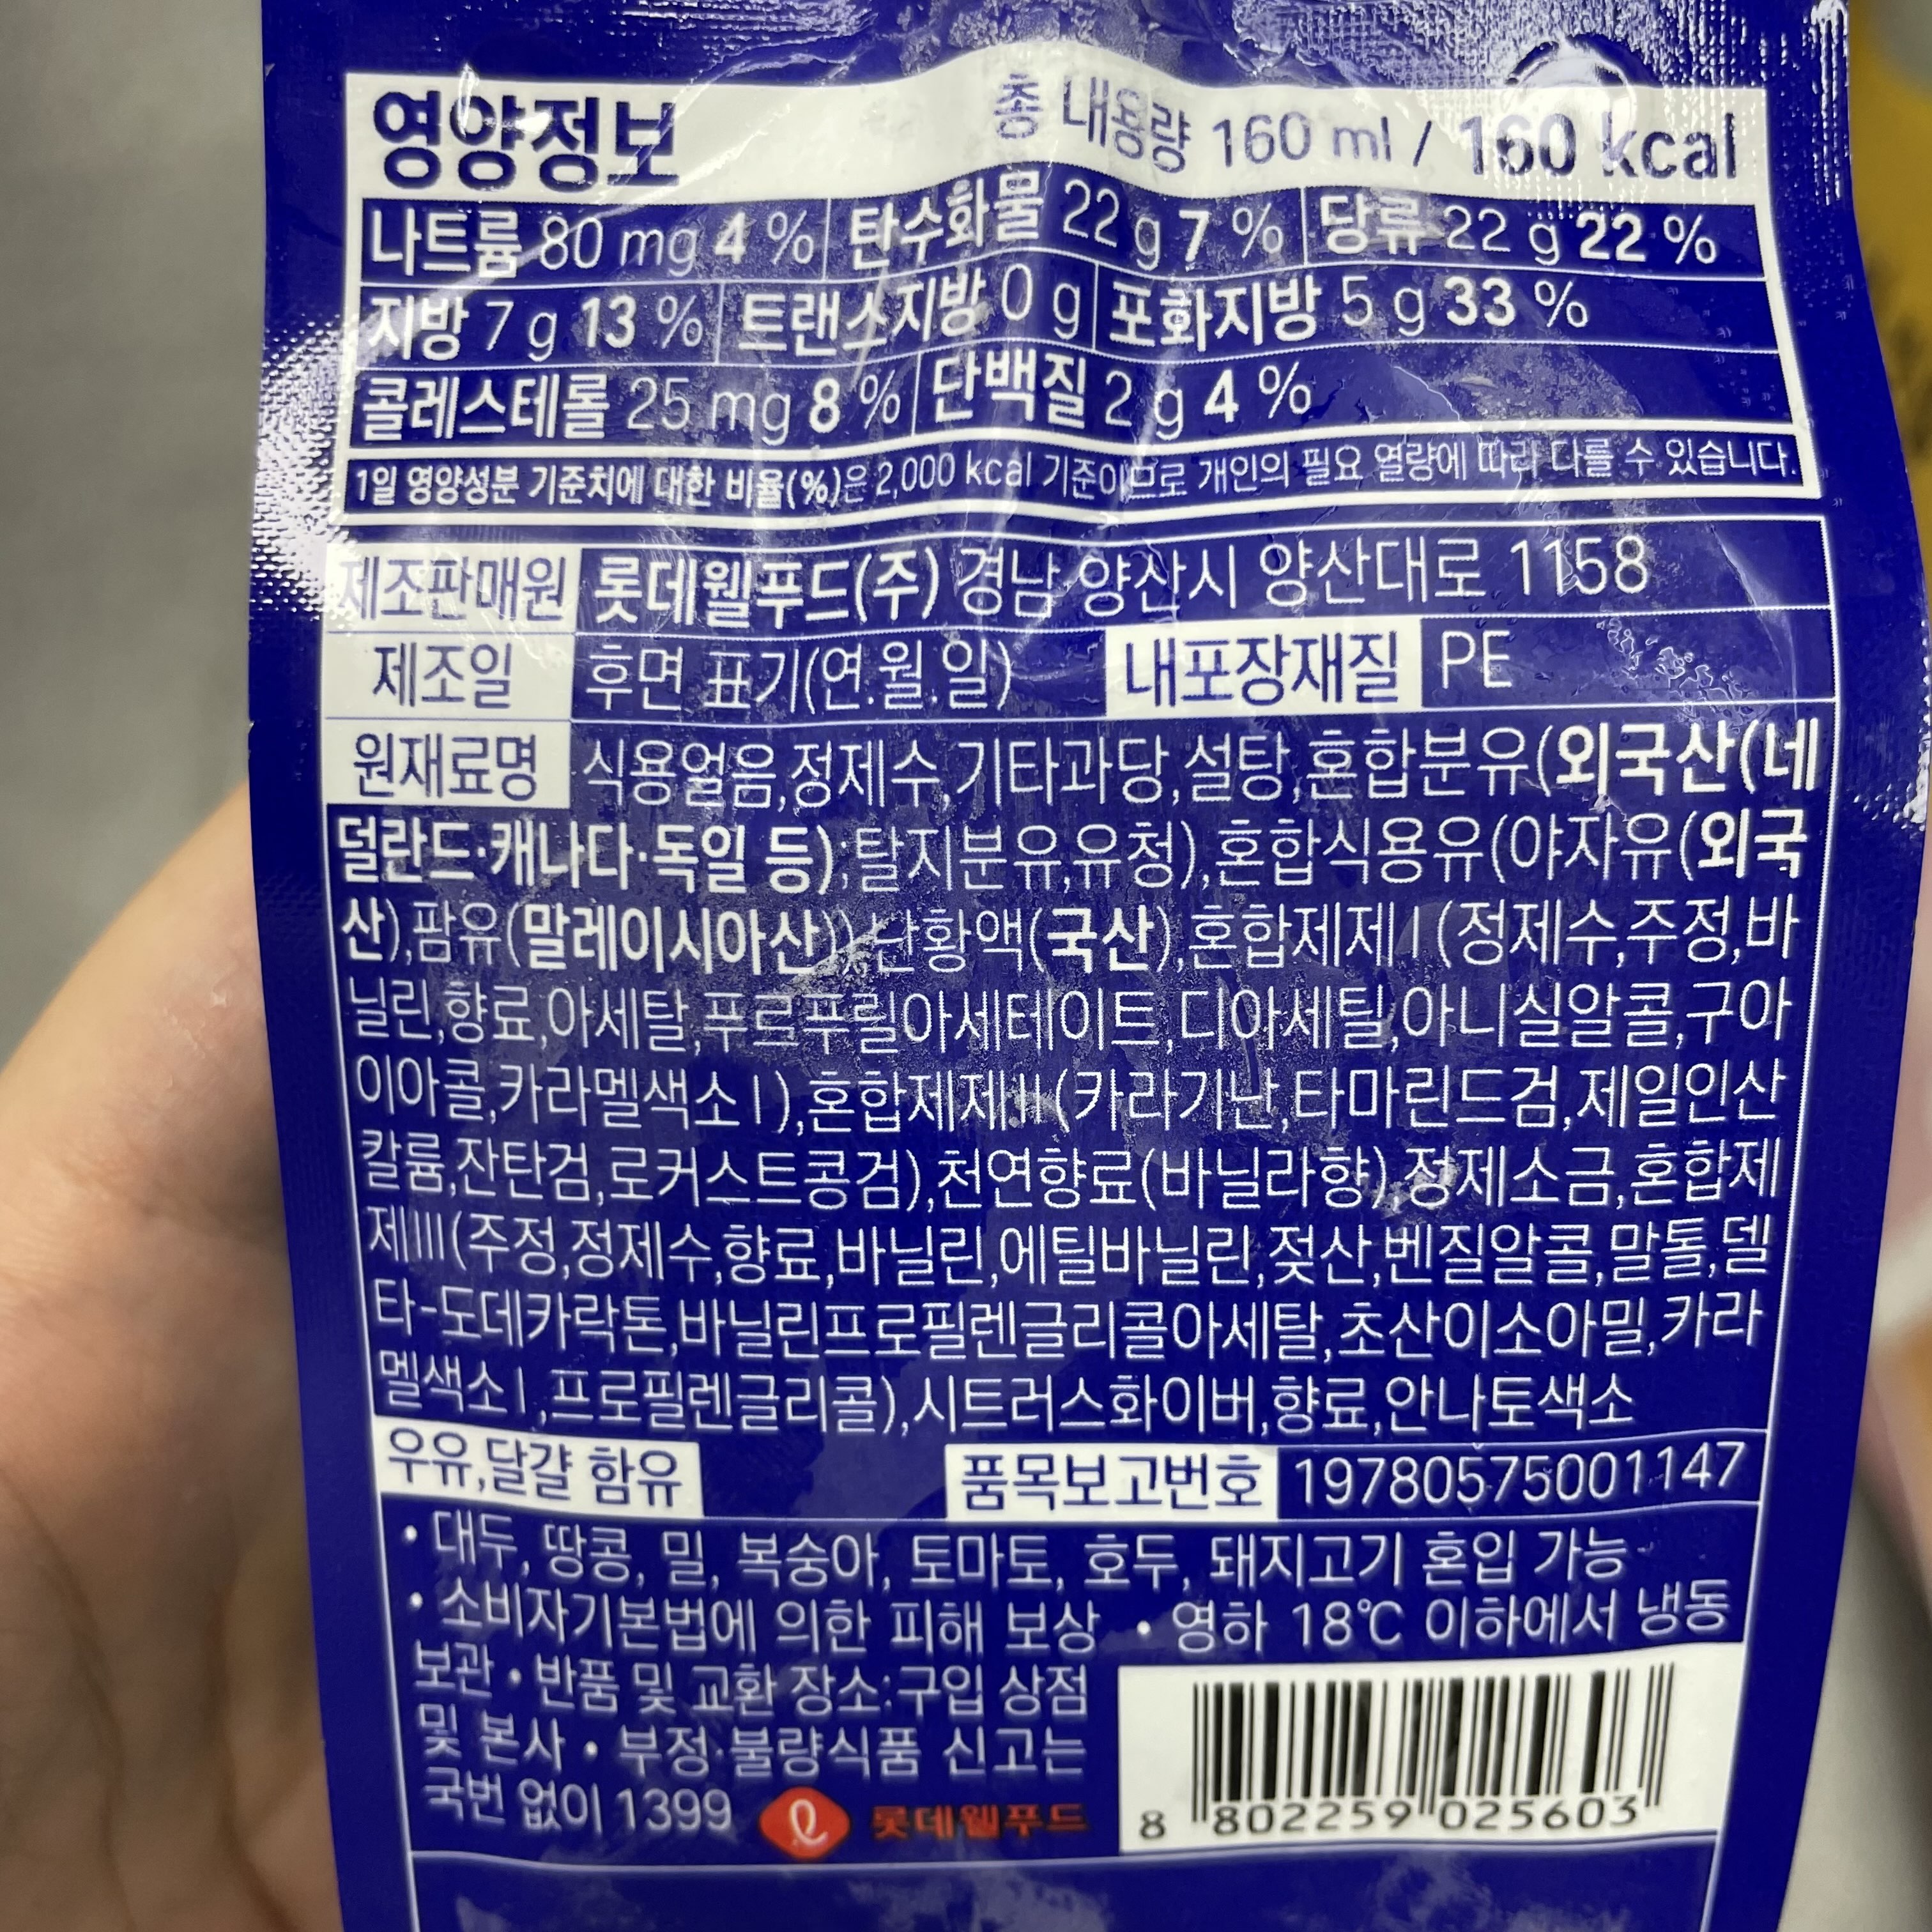 영양정보 총 내용량 160 ml / 160 kcal
나트륨 80 mg 4 % 탄수화물 22 g 7 % 당류 22 g 22 %
지방 7 g 13 % 트랜스지방 0 g 포화지방 5 g 33 %
콜레스테롤 25 mg 8 % 단백질 2 g 4 %
1일 영양성분 기준치에 대한 비율(%)은 2,000 kcal 기준이므로 개인의 필요 열량에 따라 다를 수 있습니다.
제조판매원 롯데웰푸드(주) 경남 양산시 양산대로 1158
제조일 후면 표기(연.월.일) 내포장재질 PE
원재료명 식용얼음,정제수,기타과당,설탕,혼합분유(외국산(네
덜란드·캐나다·독일 등);탈지분유,유청),혼합식용유(야자유(외국
산),팜유(말레이시아산)),난황액(국산),혼합제제Ⅰ(정제수,주정,바
닐린,향료,아세탈,푸르푸릴아세테이트,디아세틸,아니실알콜,구아
이아콜,카라멜색소Ⅰ),혼합제제Ⅱ(카라기난,타마린드검,제일인산
칼륨,잔탄검,로커스트콩검),천연향료(바닐라향),정제소금,혼합제
제Ⅲ(주정,정제수,향료,바닐린,에틸바닐린,젖산,벤질알콜,말톨,델
타-도데카락톤,바닐린프로필렌글리콜아세탈,초산이소아밀,카라
멜색소Ⅰ,프로필렌글리콜),시트러스화이버,향료,안나토색소
우유,달걀 함유 품목보고번호 19780575001147
• 대두, 땅콩, 밀, 복숭아, 토마토, 호두, 돼지고기 혼입 가능
• 소비자기본법에 의한 피해 보상 • 영하 18℃ 이하에서 냉동
보관 • 반품 및 교환 장소:구입 상점
및 본사 • 부정·불량식품 신고는
국번 없이 1399 롯데웰푸드
8 802259 025603